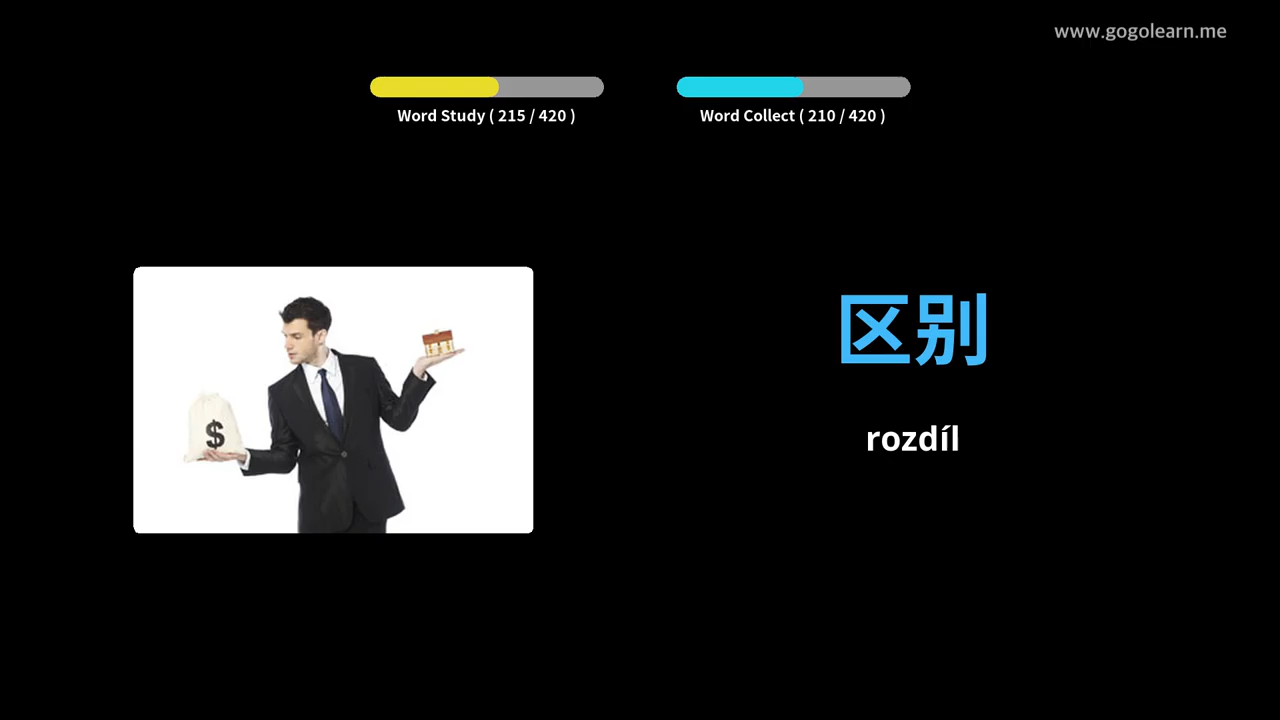 www.gogolearn.me
Word Study ( 215 / 420 )
Word Collect ( 210 / 420 )
$
区别
rozdíl